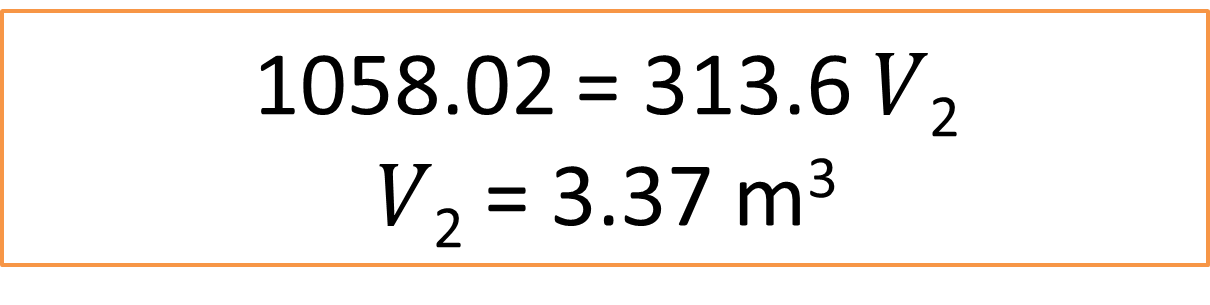 1058.02 = 313.6 V₂
V₂ = 3.37 m³